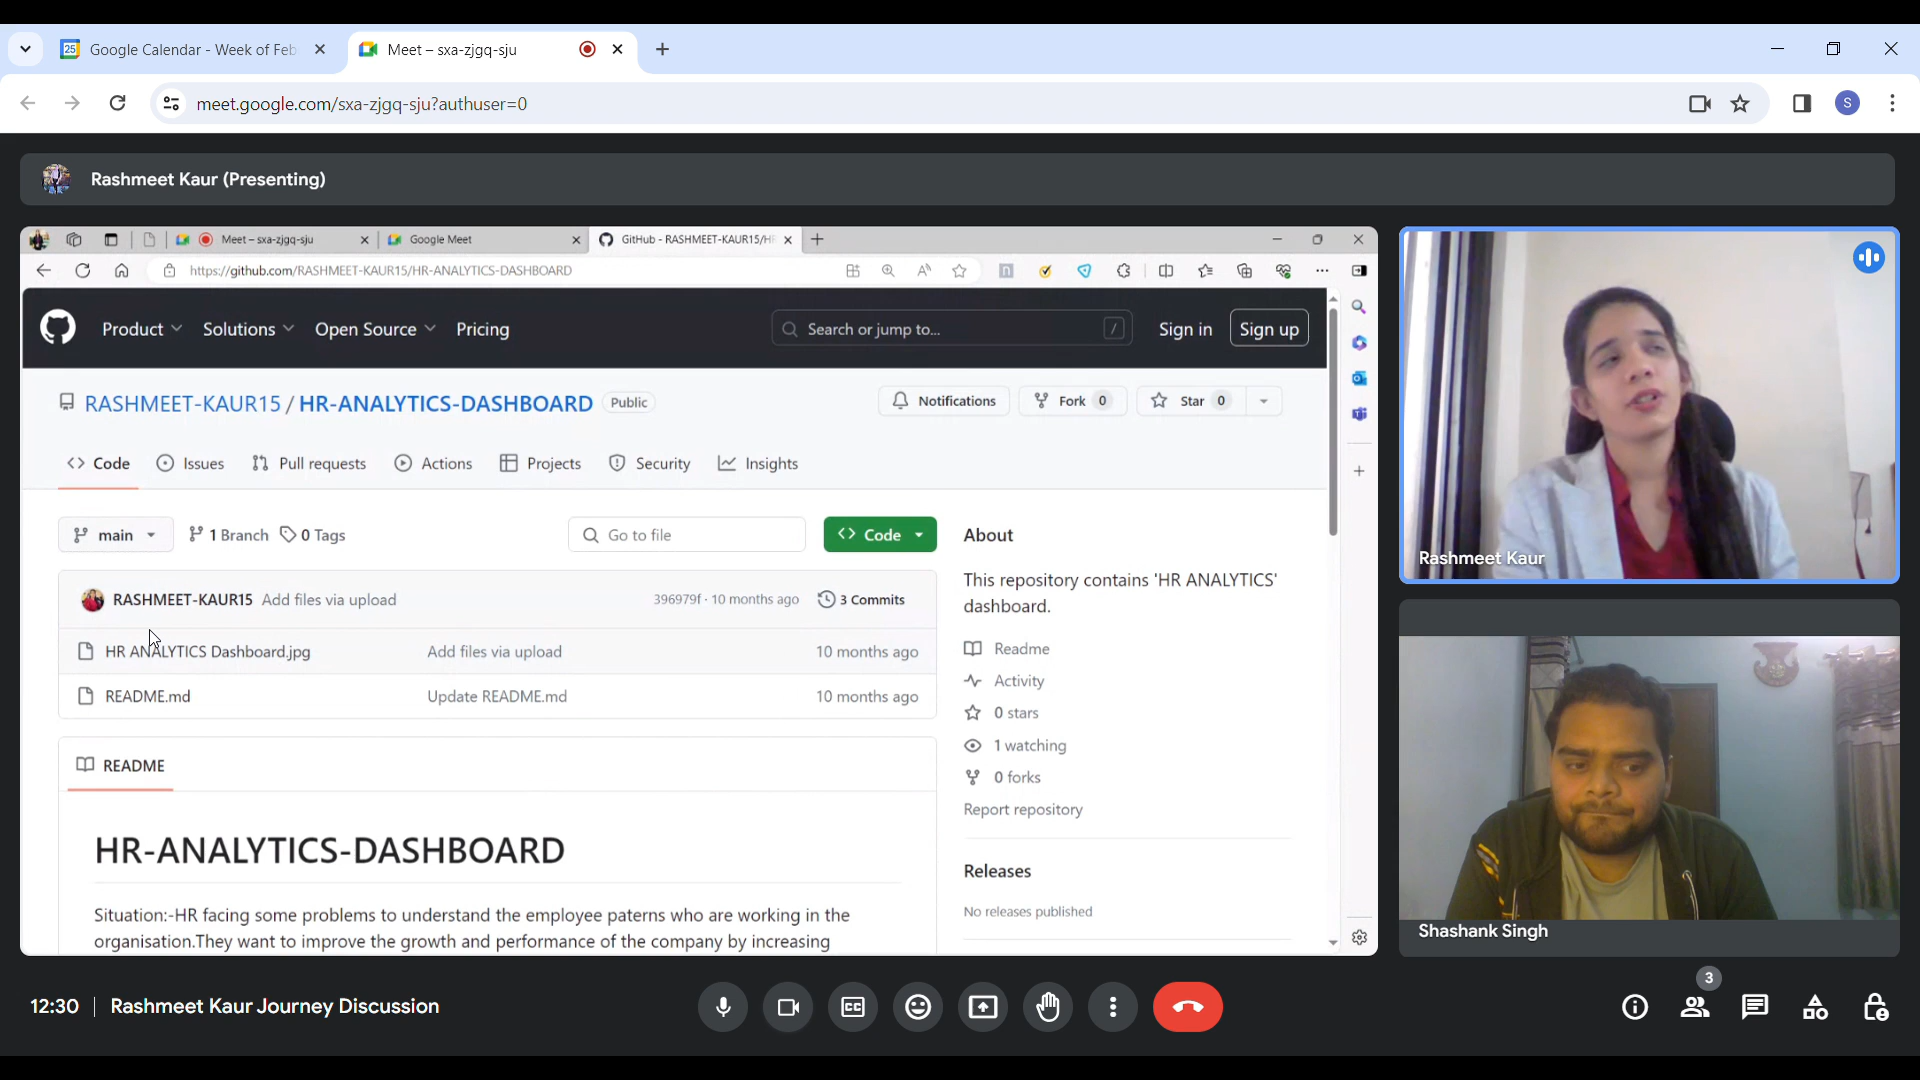 Google Calendar - Week of Feb
Meet – sxa-zjgq-sju
meet.google.com/sxa-zjgq-sju?authuser=0
S
Rashmeet Kaur (Presenting)
Meet – sxa-zjgq-sju
Google Meet
GitHub - RASHMEET-KAUR15/HR
https://github.com/RASHMEET-KAUR15/HR-ANALYTICS-DASHBOARD
Product
Solutions
Open Source
Pricing
Search or jump to...
/
Sign in
Sign up
RASHMEET-KAUR15 / HR-ANALYTICS-DASHBOARD
Public
Notifications
Fork 0
Star 0
Code
Issues
Pull requests
Actions
Projects
Security
Insights
main
1 Branch
0 Tags
Go to file
Code
RASHMEET-KAUR15 Add files via upload
396979f · 10 months ago
3 Commits
HR ANALYTICS Dashboard.jpg
Add files via upload
10 months ago
README.md
Update README.md
10 months ago
README
HR-ANALYTICS-DASHBOARD
Situation:-HR facing some problems to understand the employee paterns who are working in the
organisation.They want to improve the growth and performance of the company by increasing
About
This repository contains 'HR ANALYTICS'
dashboard.
Readme
Activity
0 stars
1 watching
0 forks
Report repository
Releases
No releases published
Rashmeet Kaur
Shashank Singh
12:30
Rashmeet Kaur Journey Discussion
CC
3